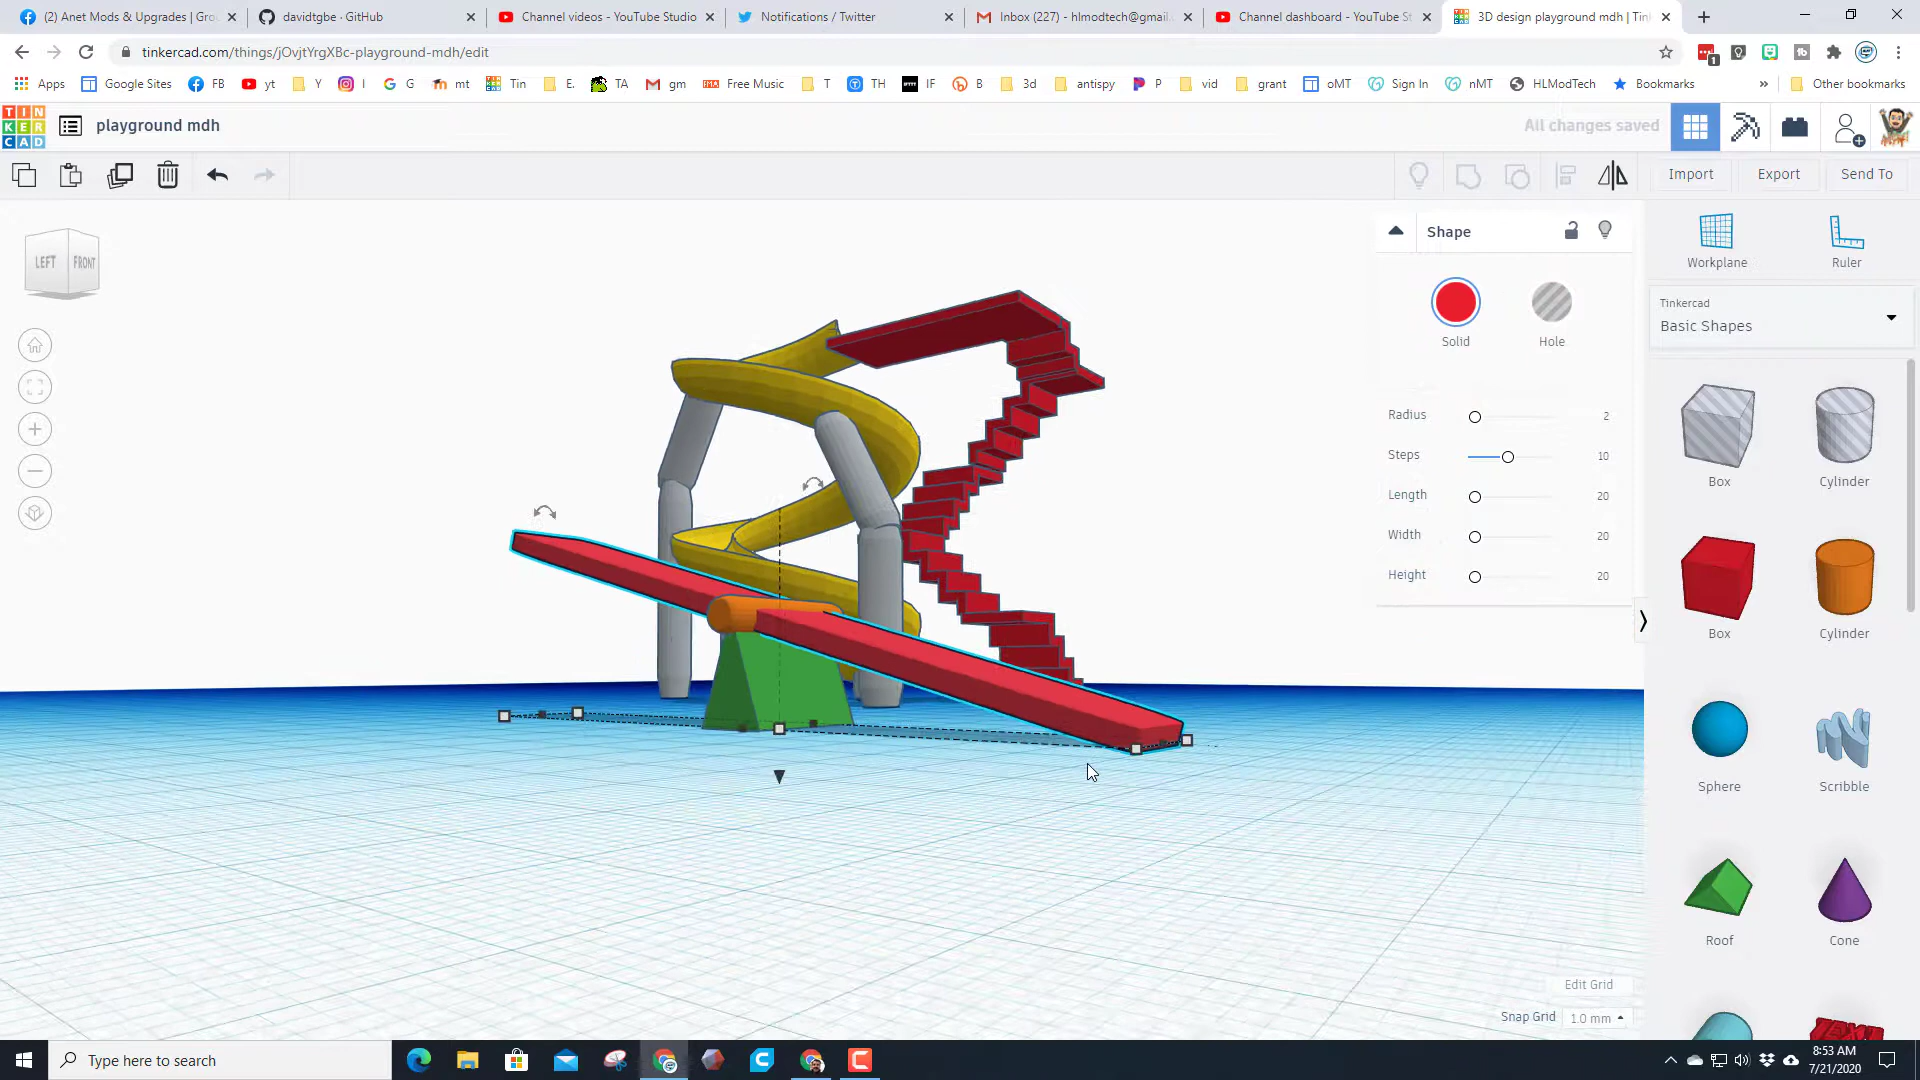 (2) Anet Mods & Upgrades | Gro
davidtgbe · GitHub
Channel videos - YouTube Studio
Notifications / Twitter
Inbox (227) - hlmodtech@gmail.
Channel dashboard - YouTube St
3D design playground mdh | Tin
tinkercad.com/things/jOvjtYrgXBc-playground-mdh/edit
1
Apps
Google Sites
FB
yt
Y
I
G
mt
Tin
E.
TA
gm
Free Music
T
TH
IF
B
3d
antispy
P
vid
grant
oMT
Sign In
nMT
HLModTech
Bookmarks
»
Other bookmarks
TIN
KER
CAD
playground mdh
All changes saved
Import
Export
Send To
LEFT
FRONT
Shape
Solid
Hole
Radius 2
Steps 10
Length 20
Width 20
Height 20
Workplane
Ruler
Tinkercad
Basic Shapes
Box
Cylinder
Box
Cylinder
Sphere
Scribble
Roof
Cone
TEXT
Edit Grid
Snap Grid 1.0 mm
Type here to search
8:53 AM
7/21/2020